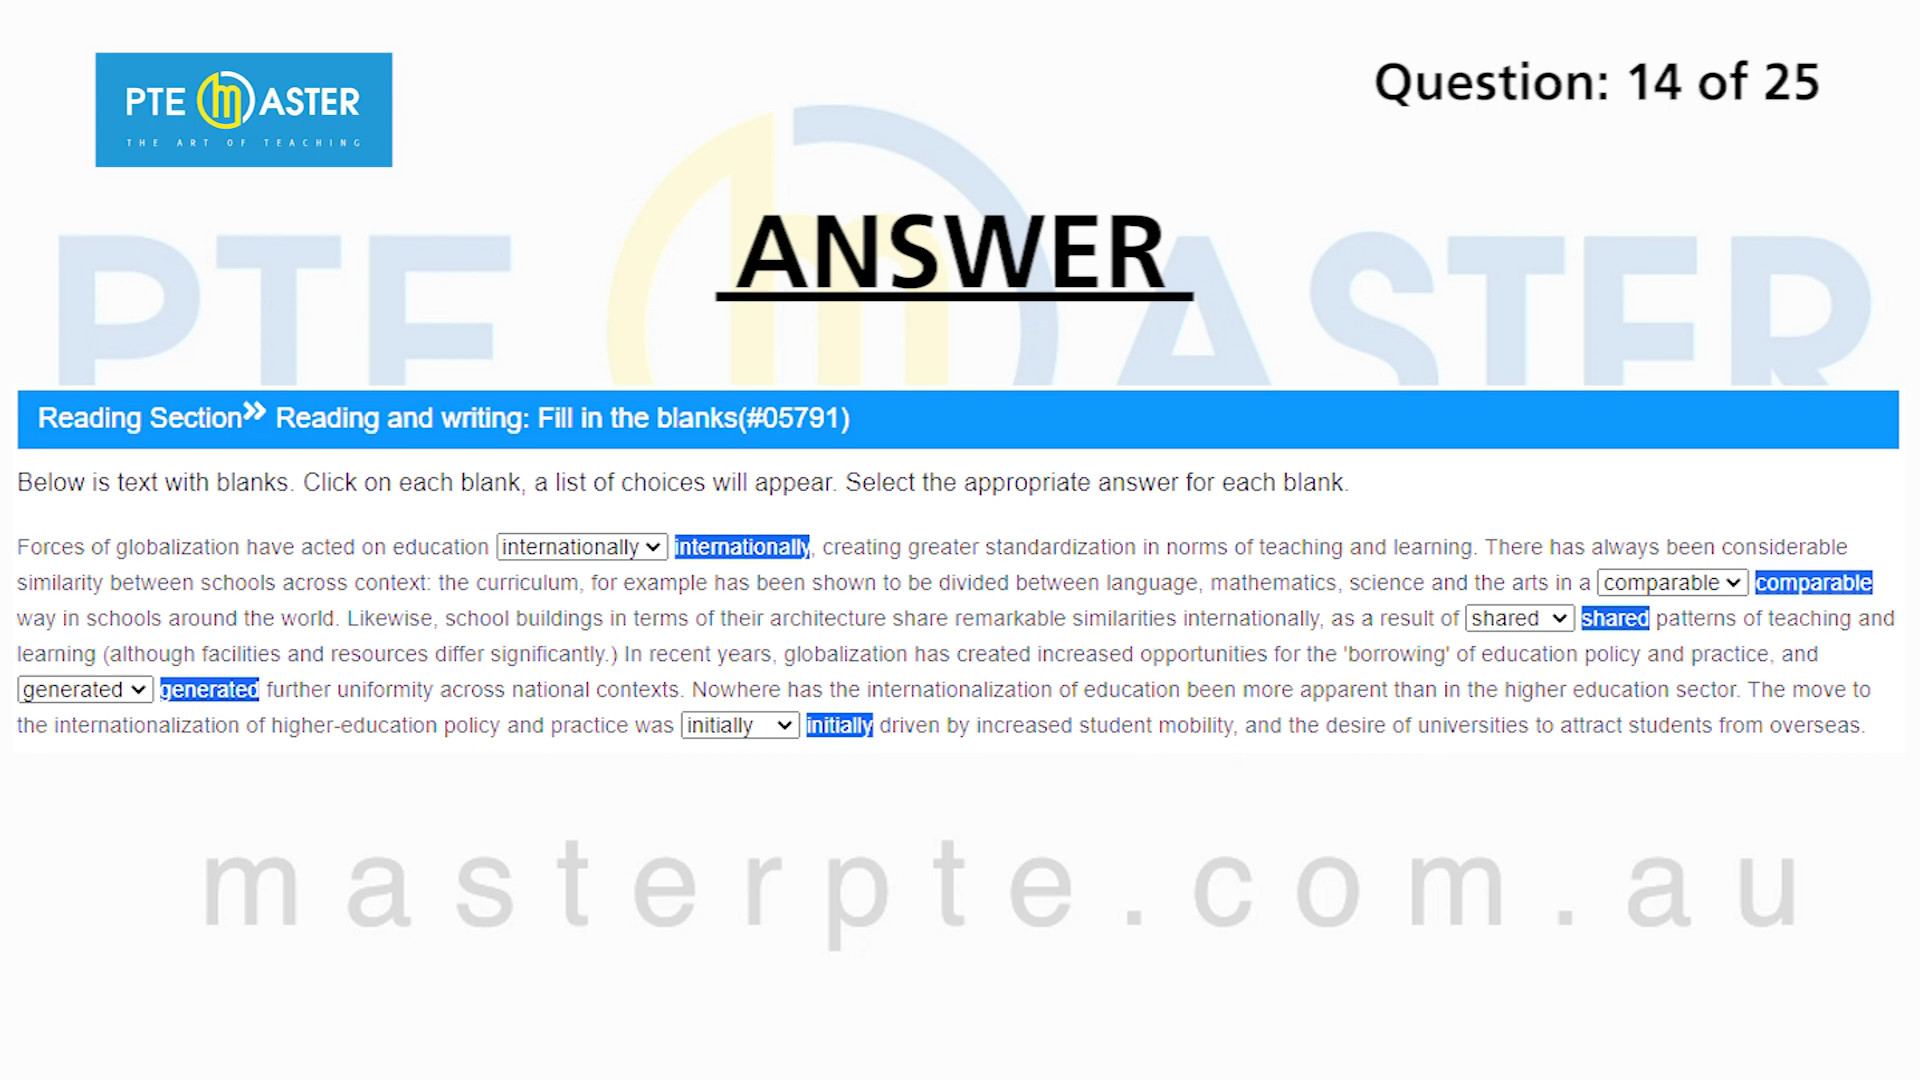 PTE MASTER
THE ART OF TEACHING
Question: 14 of 25
PTE MASTER
ANSWER
Reading Section» Reading and writing: Fill in the blanks(#05791)
Below is text with blanks. Click on each blank, a list of choices will appear. Select the appropriate answer for each blank.
Forces of globalization have acted on education internationally internationally, creating greater standardization in norms of teaching and learning. There has always been considerable
similarity between schools across context: the curriculum, for example has been shown to be divided between language, mathematics, science and the arts in a comparable comparable
way in schools around the world. Likewise, school buildings in terms of their architecture share remarkable similarities internationally, as a result of shared shared patterns of teaching and
learning (although facilities and resources differ significantly.) In recent years, globalization has created increased opportunities for the 'borrowing' of education policy and practice, and
generated generated further uniformity across national contexts. Nowhere has the internationalization of education been more apparent than in the higher education sector. The move to
the internationalization of higher-education policy and practice was initially initially driven by increased student mobility, and the desire of universities to attract students from overseas.
masterpte.com.au